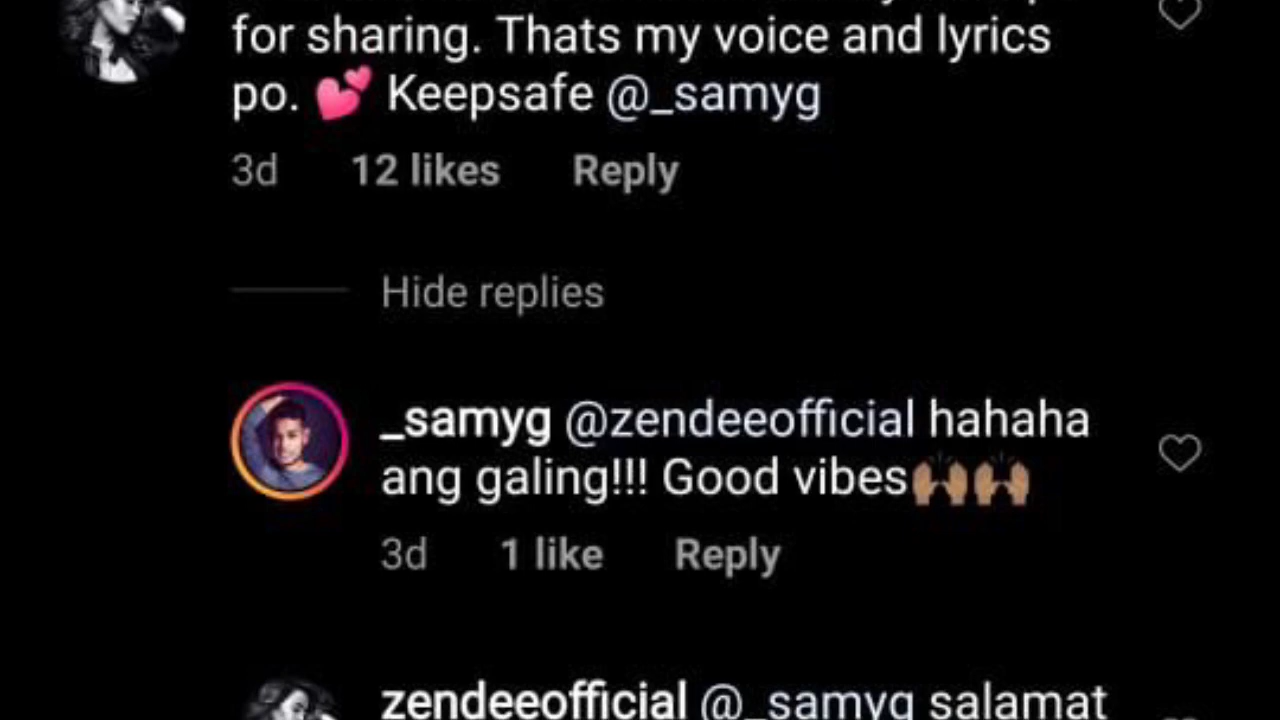 for sharing. Thats my voice and lyrics
po. 💕 Keepsafe @_samyg
3d 12 likes Reply
Hide replies
_samyg @zendeeofficial hahaha
ang galing!!! Good vibes🙌🏽🙌🏽
3d 1 like Reply
zendeeofficial @_samyg salamat